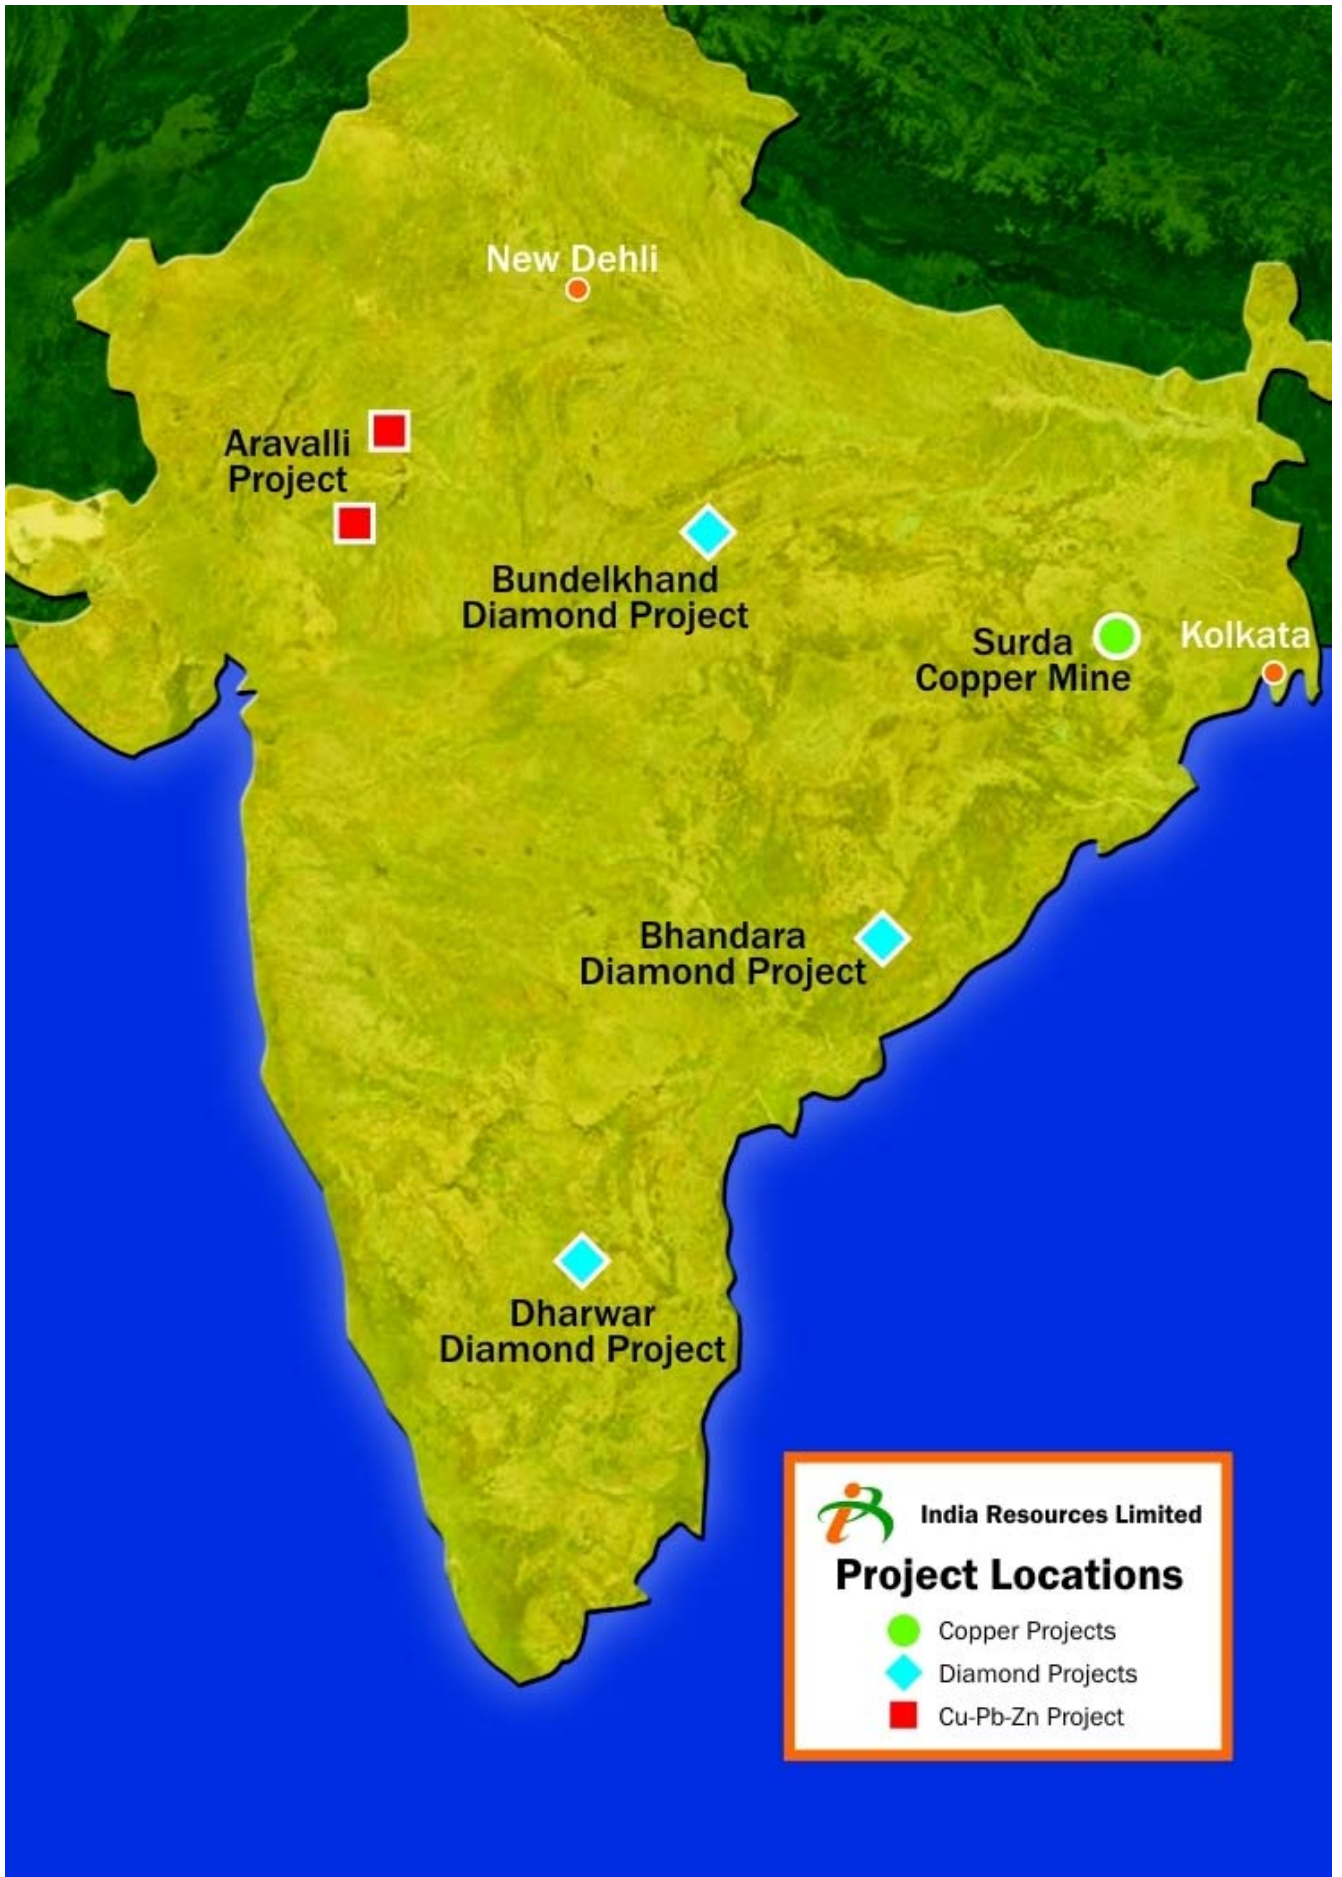 New Dehli
Aravalli
Project
Bundelkhand
Diamond Project
Surda
Copper Mine
Kolkata
Bhandara
Diamond Project
Dharwar
Diamond Project
India Resources Limited
Project Locations
Copper Projects
Diamond Projects
Cu-Pb-Zn Project